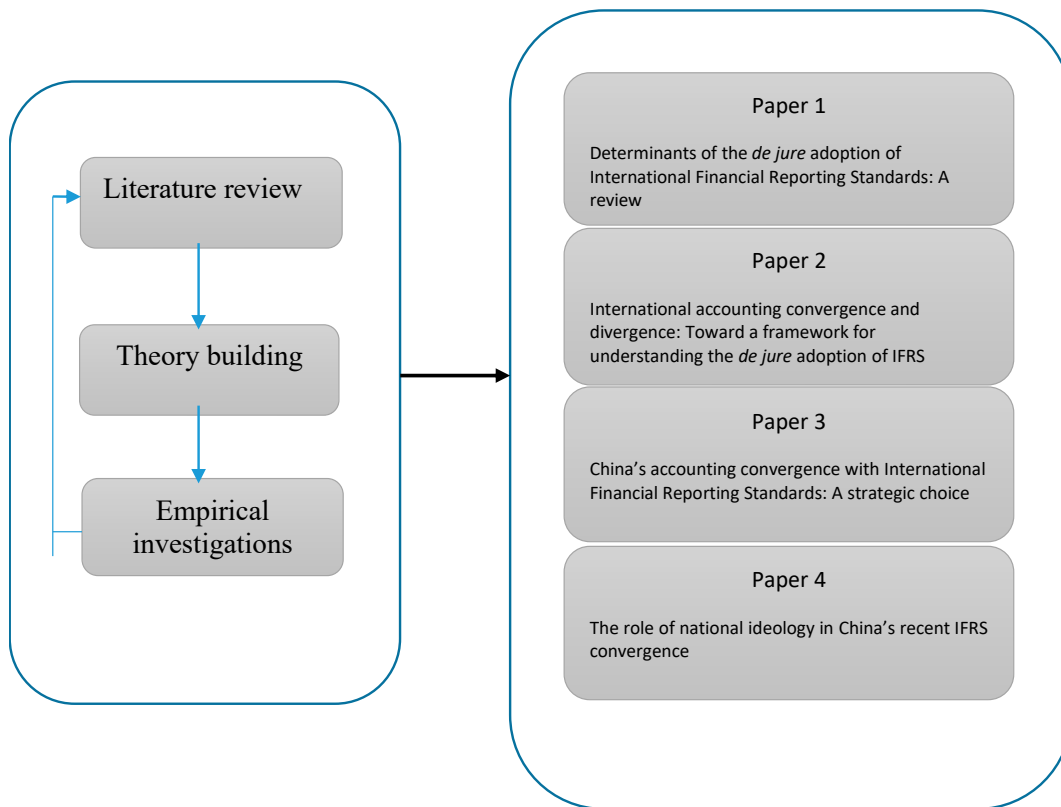 Literature review
Theory building
Empirical
investigations
Paper 1
Determinants of the de jure adoption of
International Financial Reporting Standards: A
review
Paper 2
International accounting convergence and
divergence: Toward a framework for
understanding the de jure adoption of IFRS
Paper 3
China’s accounting convergence with International
Financial Reporting Standards: A strategic choice
Paper 4
The role of national ideology in China’s recent IFRS
convergence